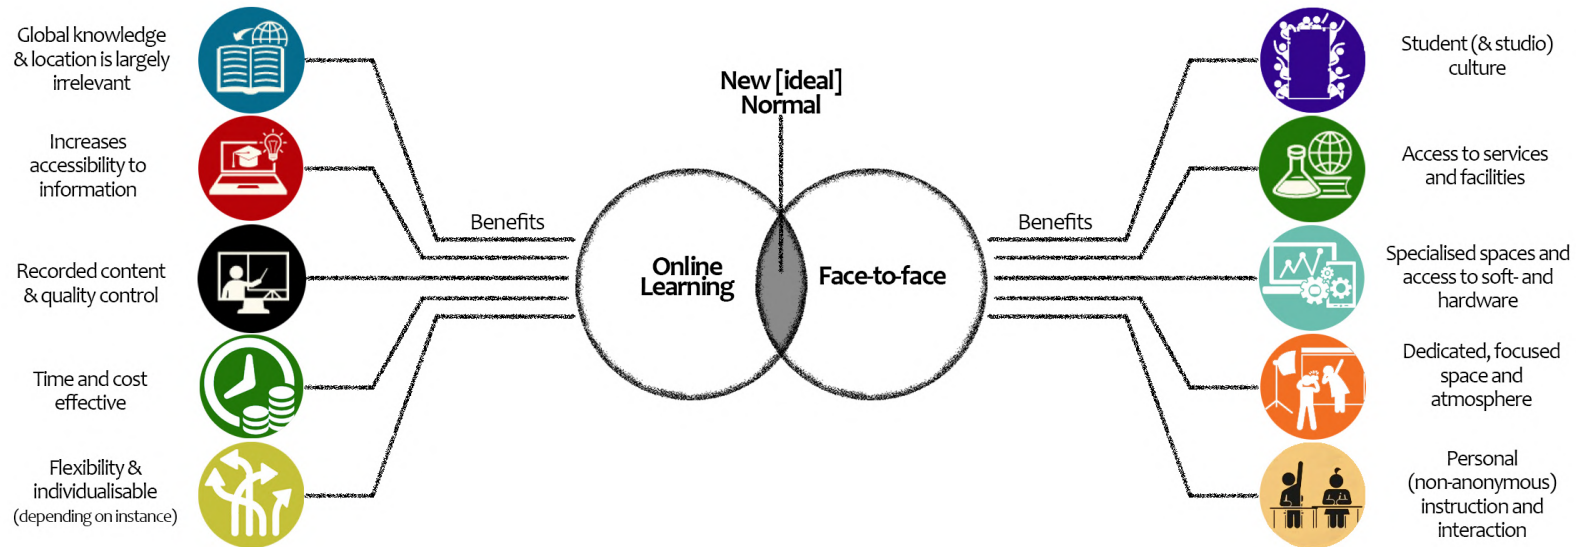 Global knowledge
& location is largely
irrelevant
Increases
accessibility to
information
Recorded content
& quality control
Time and cost
effective
Flexibility &
individualisable
(depending on instance)
Benefits
New [ideal]
Normal
Online
Learning
Face-to-face
Benefits
Student (& studio)
culture
Access to services
and facilities
Specialised spaces and
access to soft- and
hardware
Dedicated, focused
space and
atmosphere
Personal
(non-anonymous)
instruction and
interaction